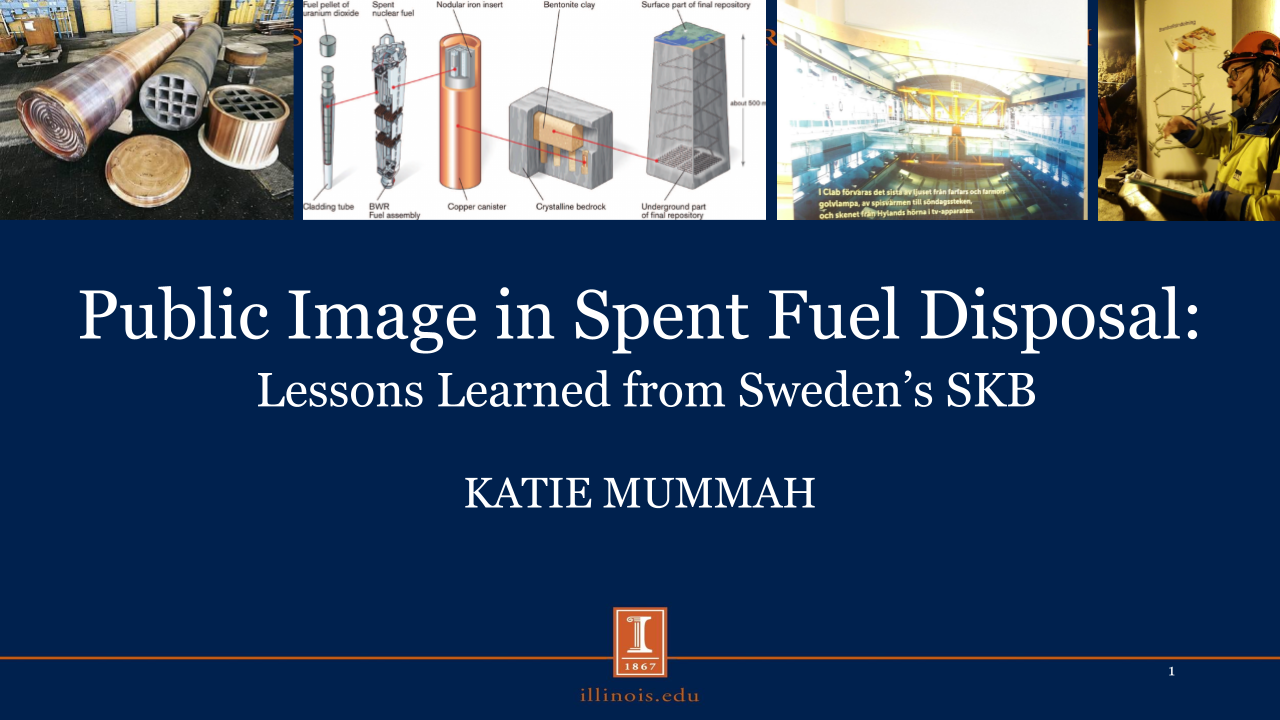 Fuel pellet of
uranium dioxide
Spent
nuclear fuel
Nodular iron insert
Bentonite clay
Surface part of final repository
about 500 m
Cladding tube
BWR
Fuel assembly
Copper canister
Crystalline bedrock
Underground part
of final repository
I Clab förvaras det sista av ljuset från farfars och farmors
golvlampa, av spisvärmen till söndagssteken,
och skenet från Hylands hörna i tv-apparaten.
Public Image in Spent Fuel Disposal:
Lessons Learned from Sweden’s SKB
KATIE MUMMAH
I
1867
illinois.edu
1